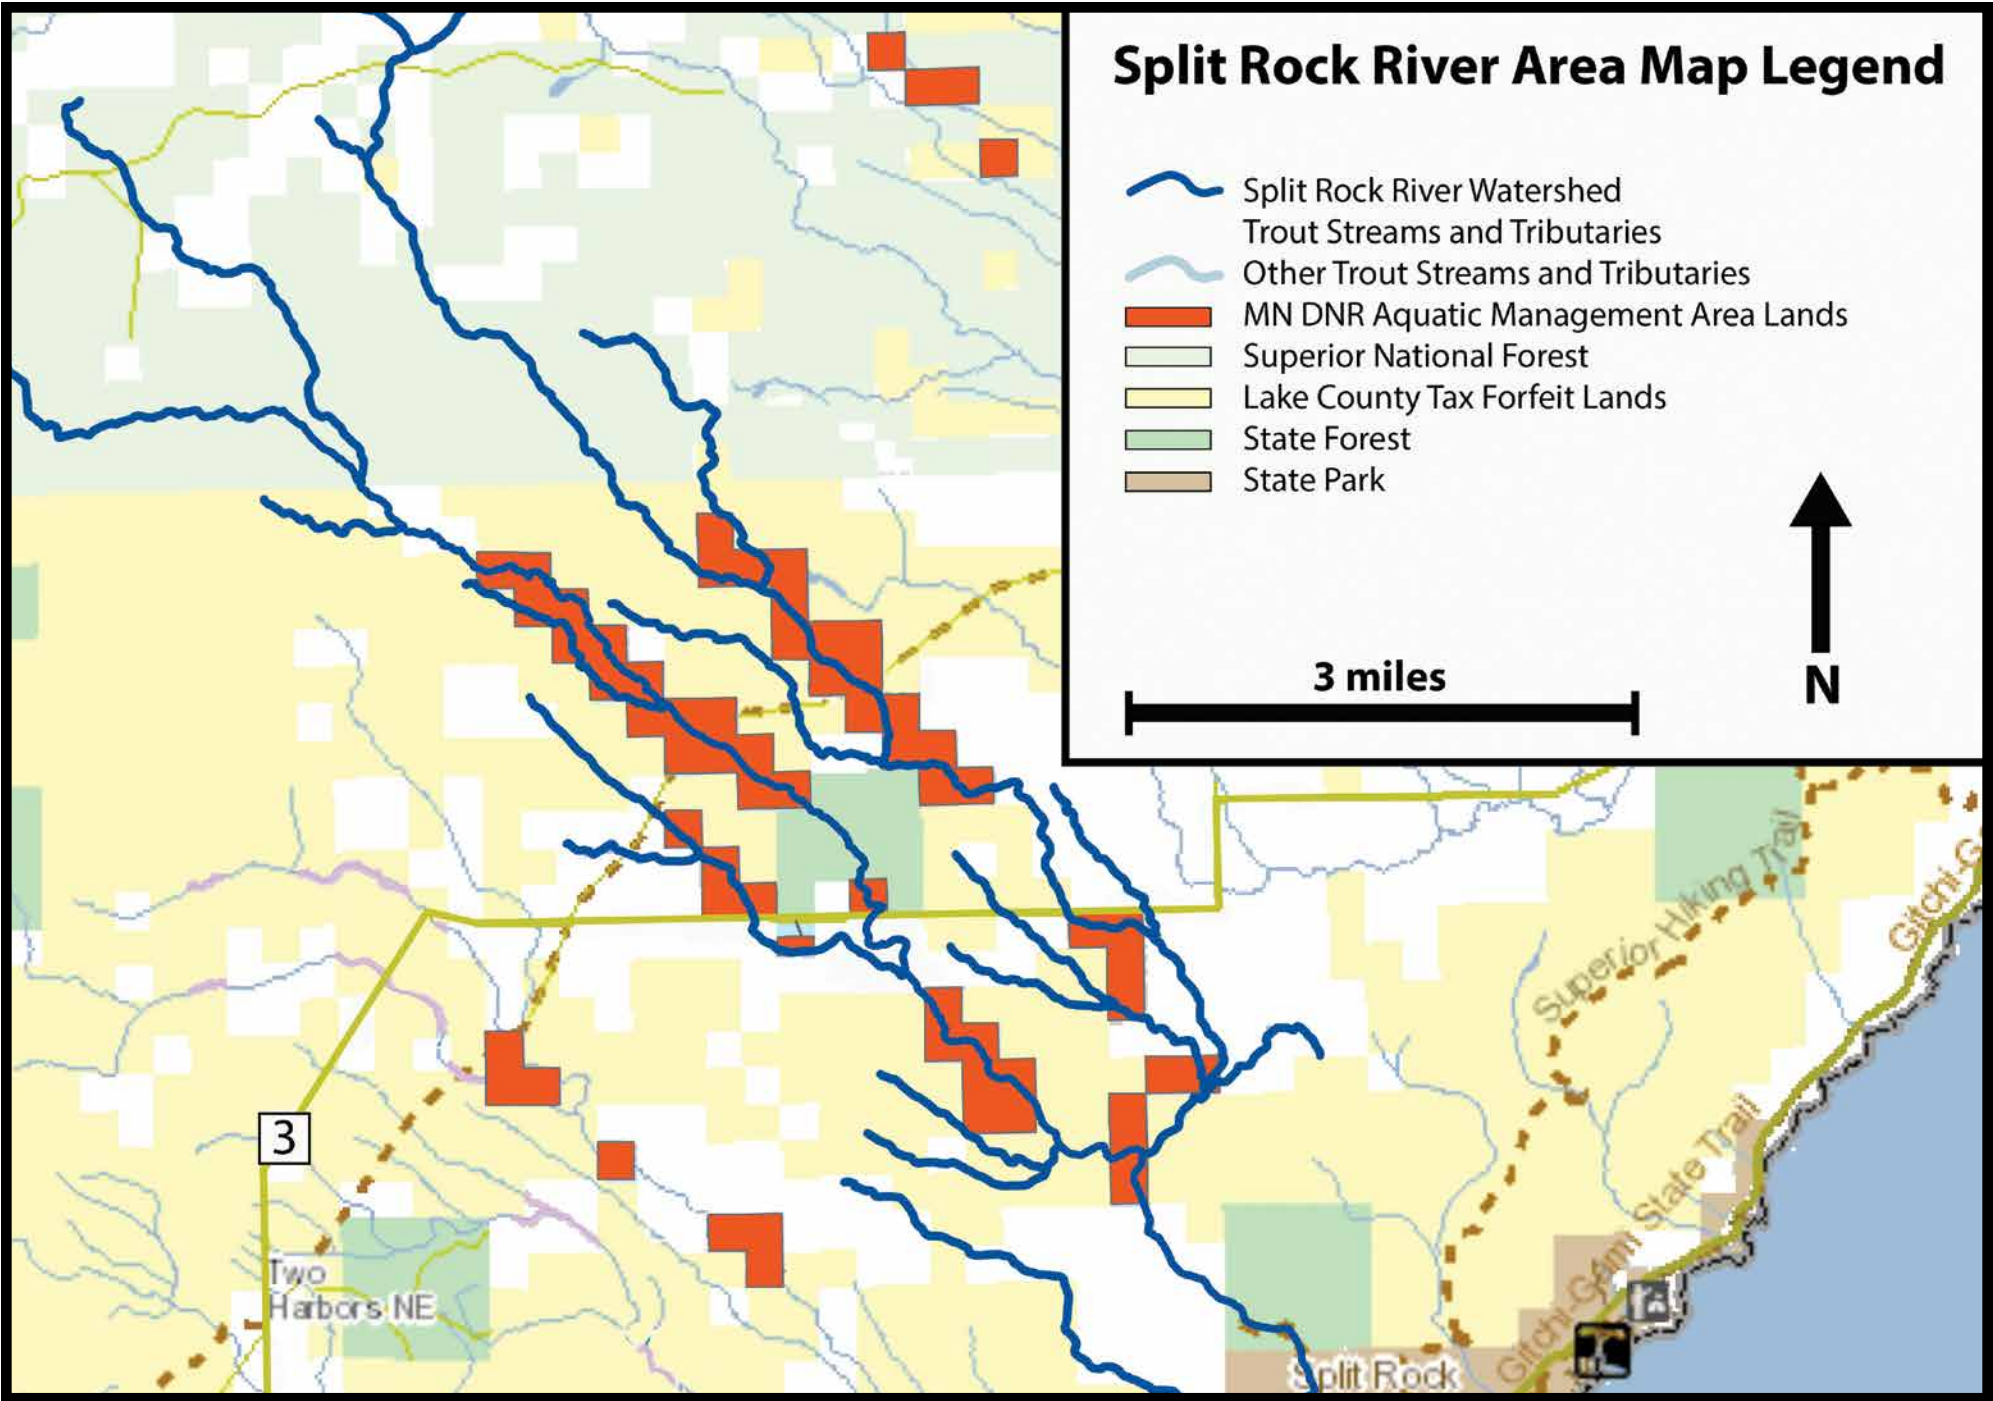 Split Rock River Area Map Legend
Split Rock River Watershed
Trout Streams and Tributaries
Other Trout Streams and Tributaries
MN DNR Aquatic Management Area Lands
Superior National Forest
Lake County Tax Forfeit Lands
State Forest
State Park
3 miles
N
Superior Hiking Trail
Gitchi-G
Gitchi-Gami State Trail
3
Two
Harbors NE
Split Rock